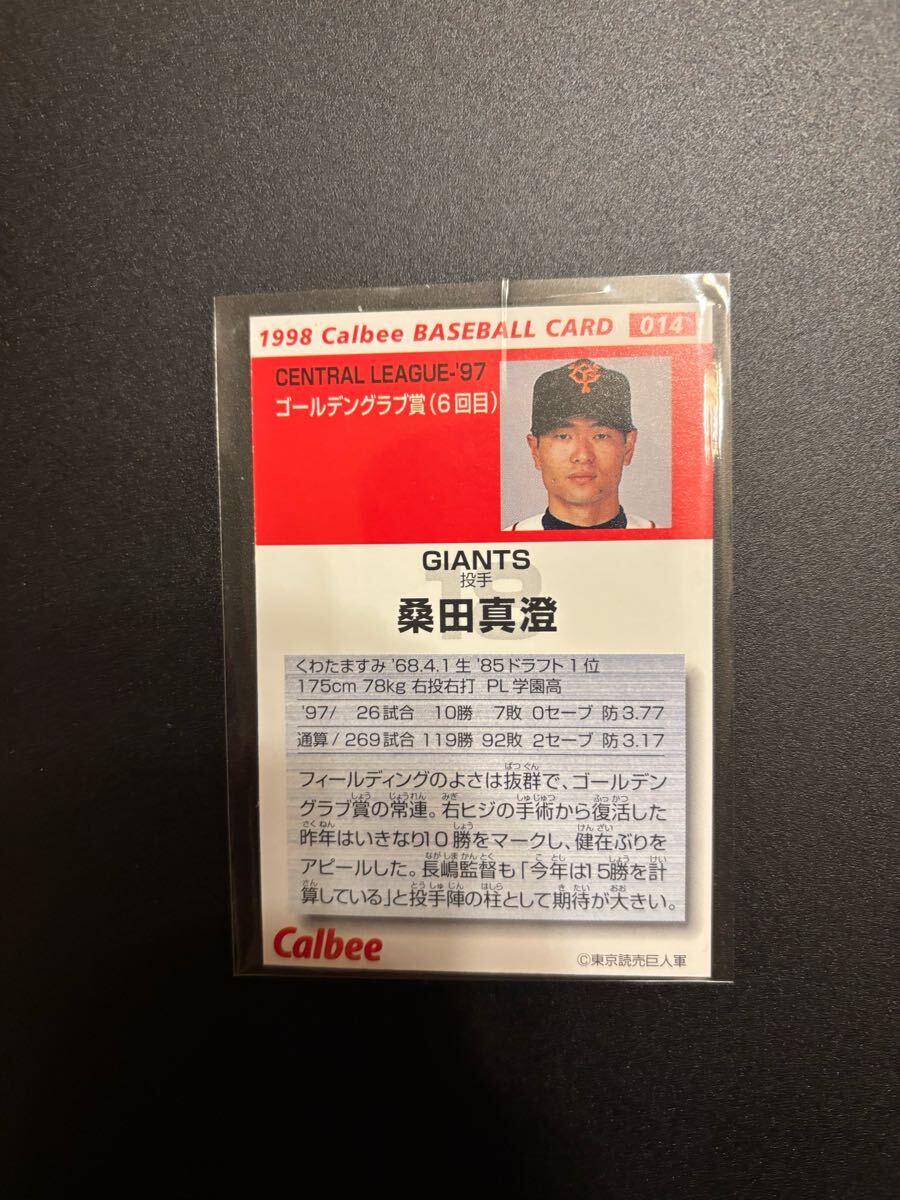 1998 Calbee BASEBALL CARD 014
CENTRAL LEAGUE-'97
ゴールデングラブ賞(6回目)
GIANTS
投手
18
桑田真澄
くわたますみ '68.4.1生 '85ドラフト1位
175cm 78kg 右投右打 PL学園高
'97/ 26試合 10勝 7敗 0セーブ 防3.77
通算/269試合 119勝 92敗 2セーブ 防3.17
フィールディングのよさは抜群で、ゴールデン
グラブ賞の常連。右ヒジの手術から復活した
昨年はいきなり10勝をマークし、健在ぶりを
アピールした。長嶋監督も「今年は15勝を計
算している」と投手陣の柱として期待が大きい。
Calbee
©東京読売巨人軍